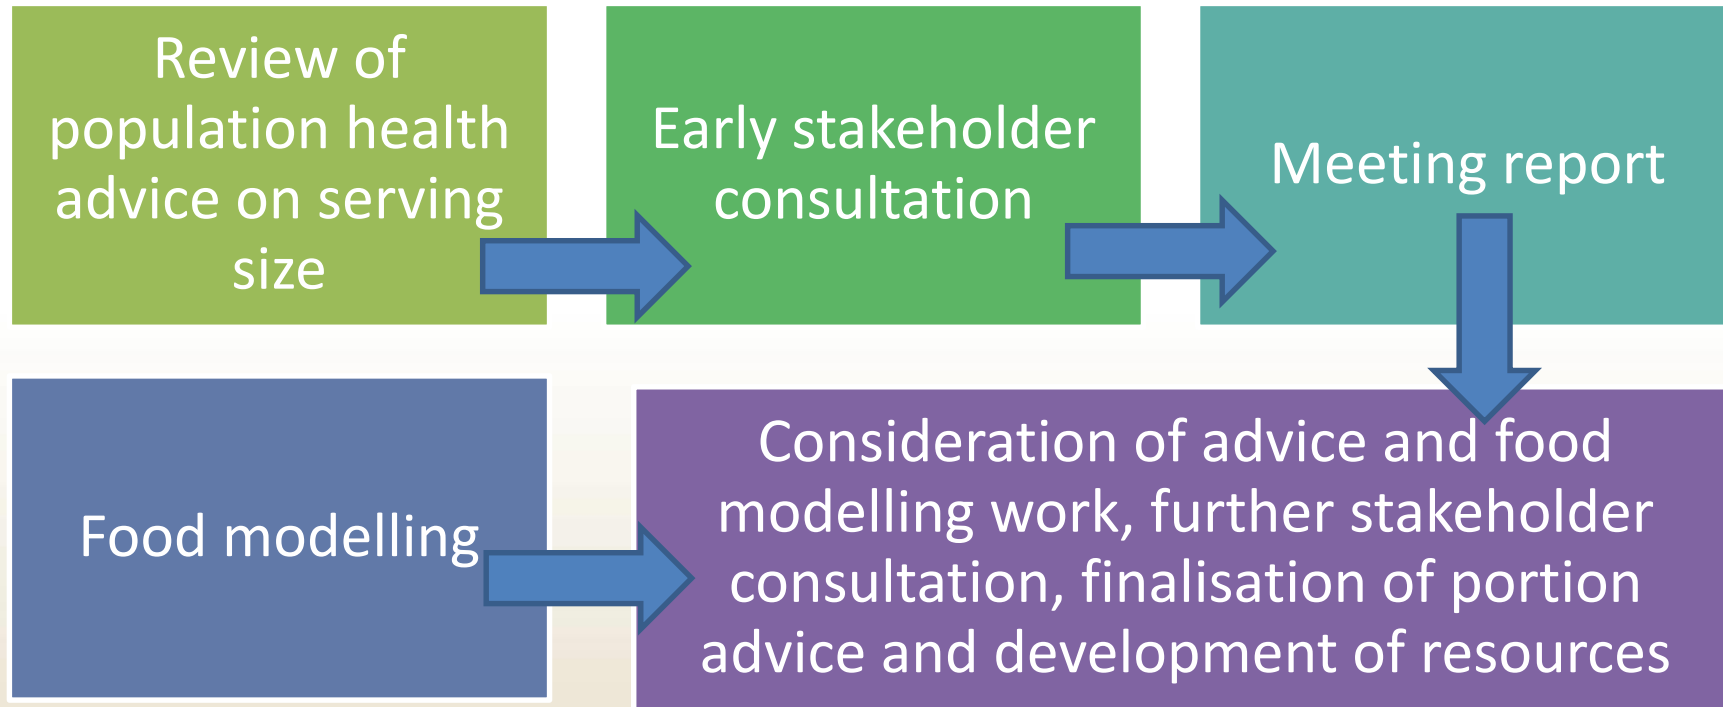 Review of
population health
advice on serving
size
Early stakeholder
consultation
Meeting report
Food modelling
Consideration of advice and food
modelling work, further stakeholder
consultation, finalisation of portion
advice and development of resources